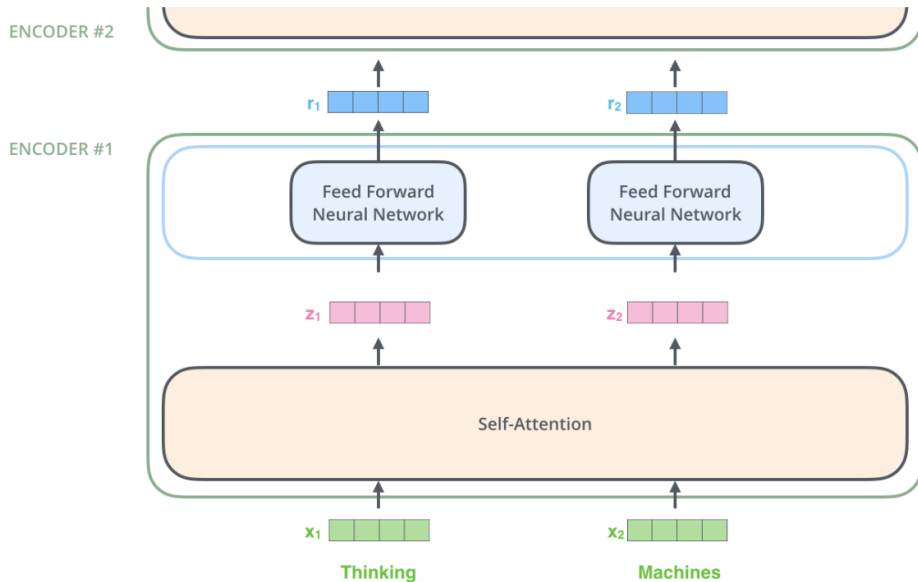 ENCODER #2
r₁ r₂
ENCODER #1
Feed Forward Neural Network
Feed Forward Neural Network
z₁ z₂
Self-Attention
x₁ x₂
Thinking Machines